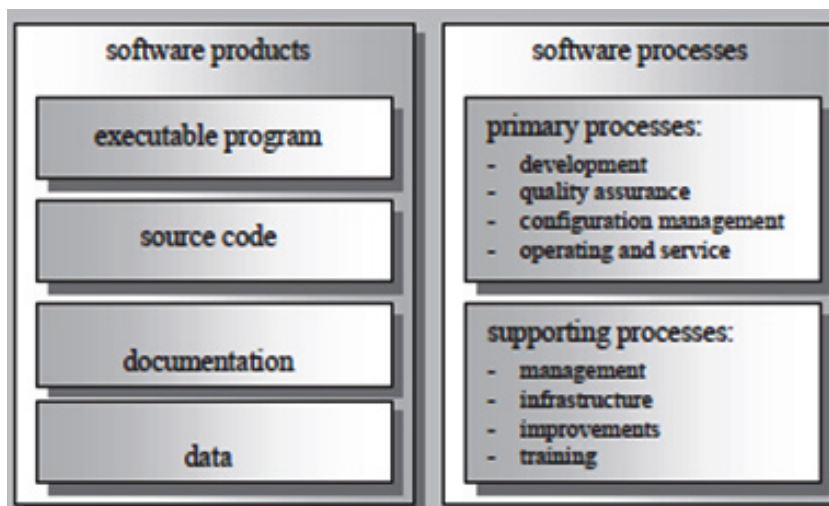 software products
executable program
source code
documentation
data
software processes
primary processes:
- development
- quality assurance
- configuration management
- operating and service
supporting processes:
- management
- infrastructure
- improvements
- training